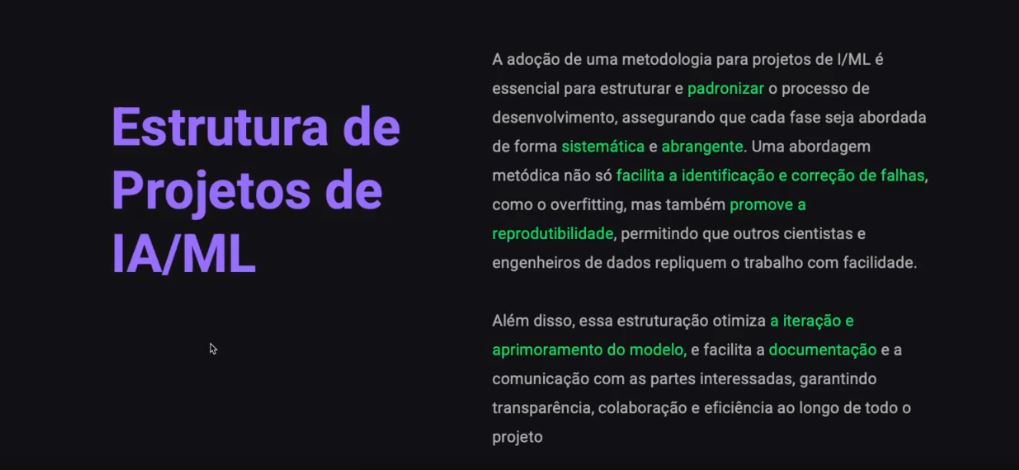 Estrutura de
Projetos de
IA/ML
A adoção de uma metodologia para projetos de I/ML é
essencial para estruturar e padronizar o processo de
desenvolvimento, assegurando que cada fase seja abordada
de forma sistemática e abrangente. Uma abordagem
metódica não só facilita a identificação e correção de falhas,
como o overfitting, mas também promove a
reprodutibilidade, permitindo que outros cientistas e
engenheiros de dados repliquem o trabalho com facilidade.
Além disso, essa estruturação otimiza a iteração e
aprimoramento do modelo, e facilita a documentação e a
comunicação com as partes interessadas, garantindo
transparência, colaboração e eficiência ao longo de todo o
projeto